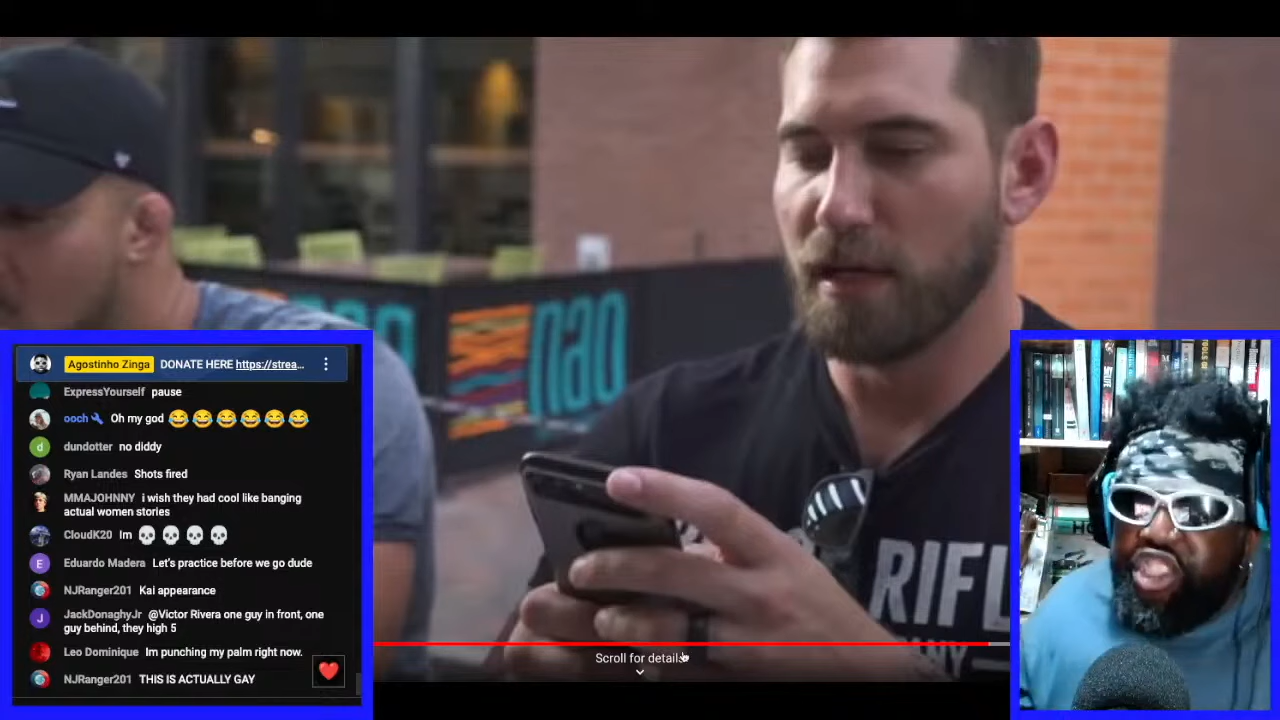 nao
RIFL
ANY
Agostinho Zinga DONATE HERE https://strea...
ExpressYourself pause
ooch Oh my god 😂😂😂😂😂😂
d dundotter no diddy
Ryan Landes Shots fired
MMAJOHNNY i wish they had cool like banging
actual women stories
CloudK20 Im 💀 💀 💀 💀
E Eduardo Madera Let's practice before we go dude
NJRanger201 Kai appearance
J JackDonaghyJr @Victor Rivera one guy in front, one
guy behind, they high 5
Leo Dominique Im punching my palm right now.
NJRanger201 THIS IS ACTUALLY GAY
Scroll for details